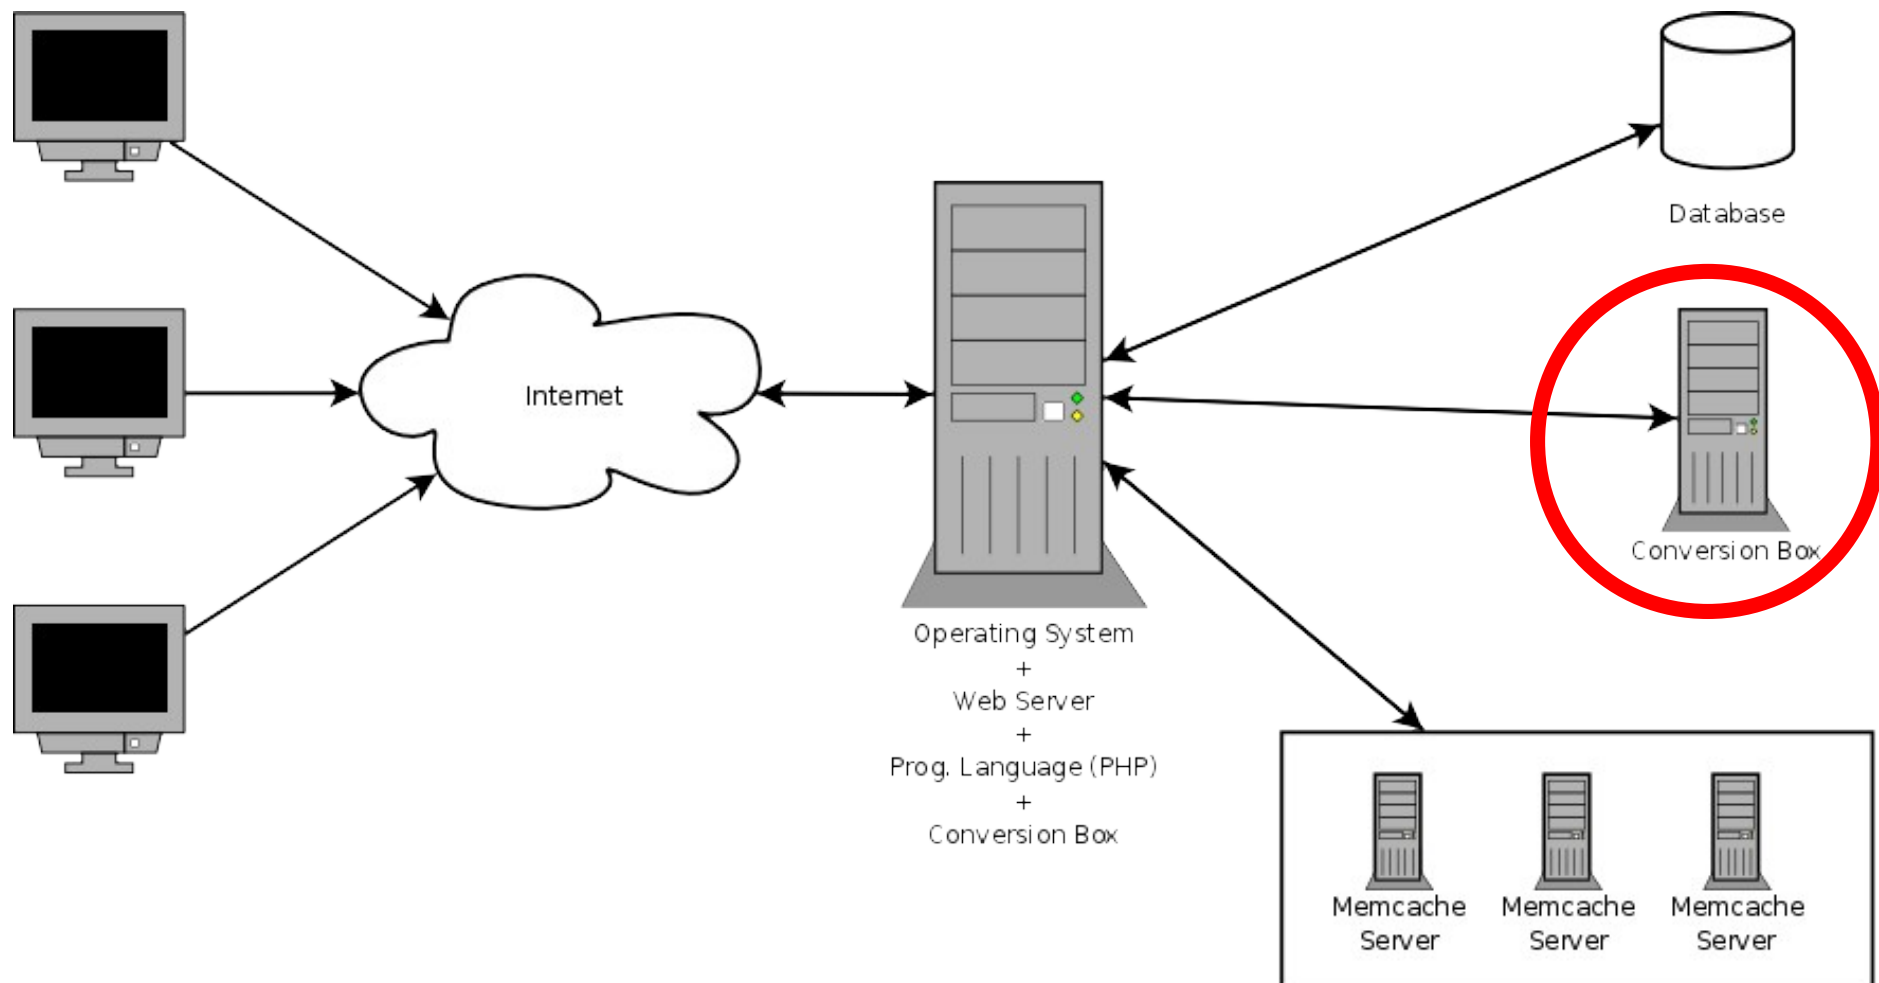 Database
Internet
Conversion Box
Operating System
+
Web Server
+
Prog. Language (PHP)
+
Conversion Box
Memcache Server
Memcache Server
Memcache Server